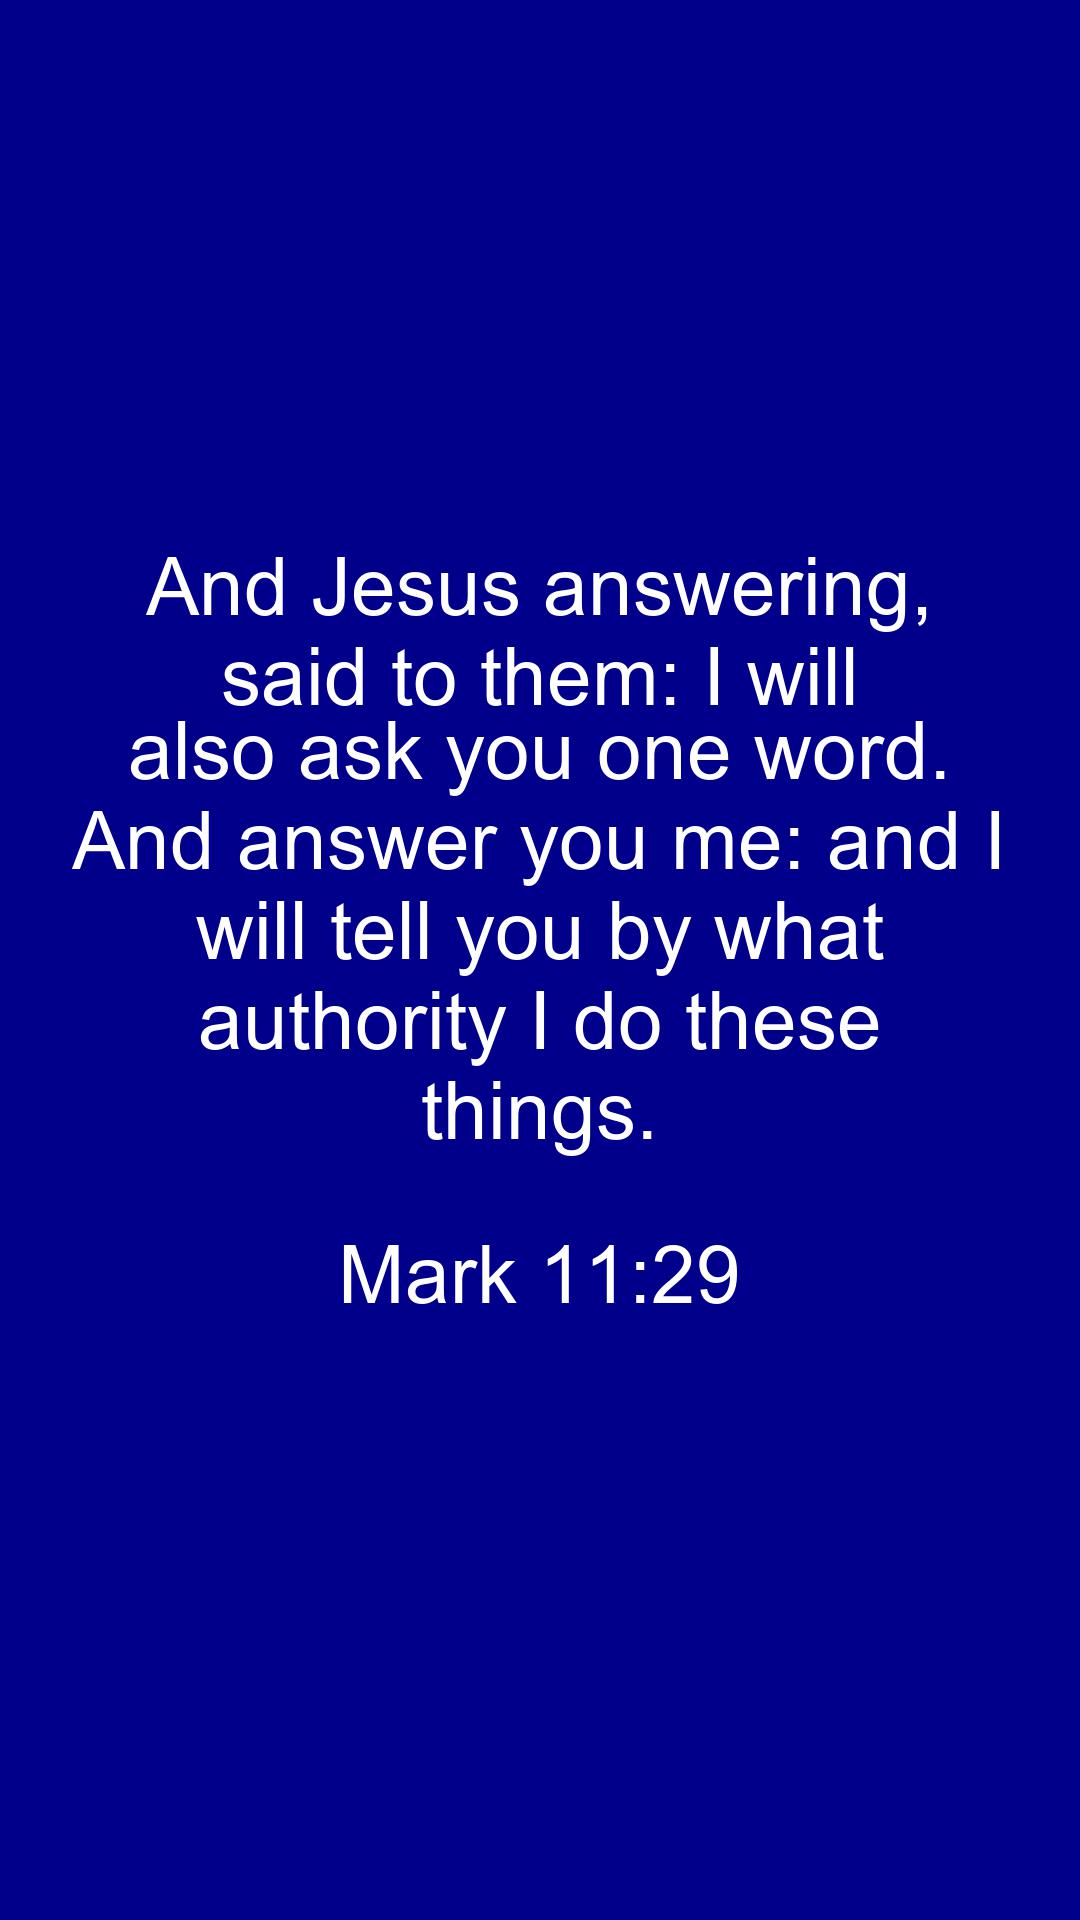 And Jesus answering,
said to them: I will
also ask you one word.
And answer you me: and I
will tell you by what
authority I do these
things.
Mark 11:29